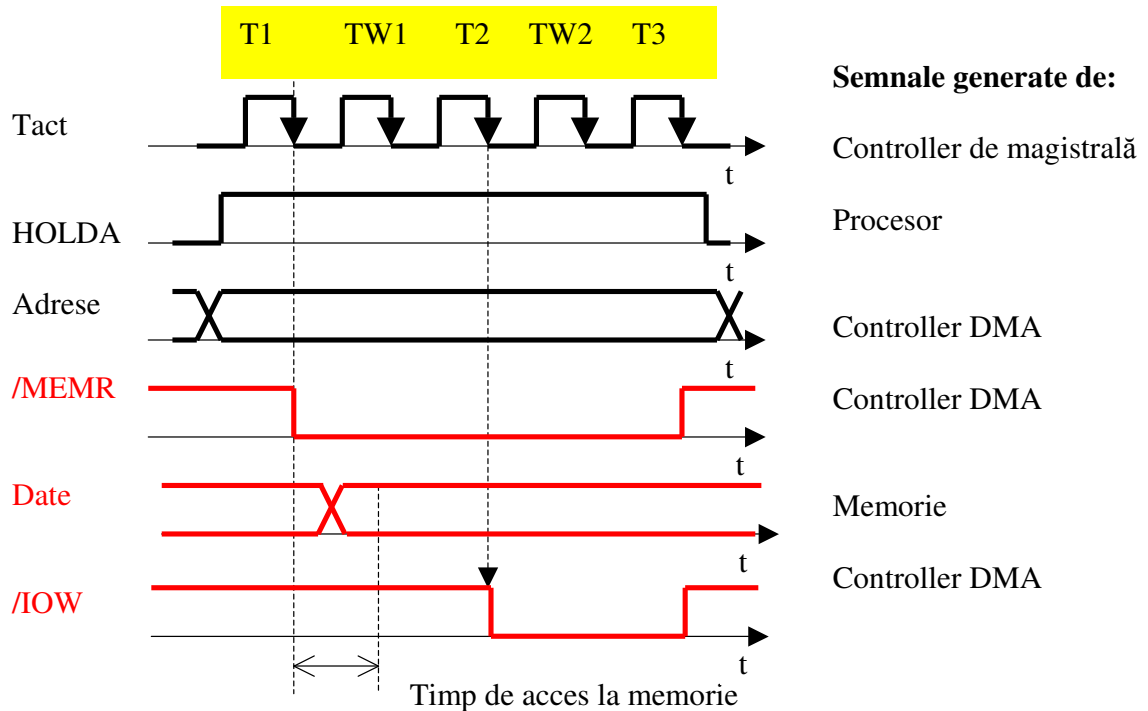 T1 TW1 T2 TW2 T3
Semnale generate de:
Tact
Controller de magistrală
t
HOLDA
Procesor
t
Adrese
Controller DMA
t
/MEMR
Controller DMA
t
Date
Memorie
t
/IOW
Controller DMA
t
Timp de acces la memorie